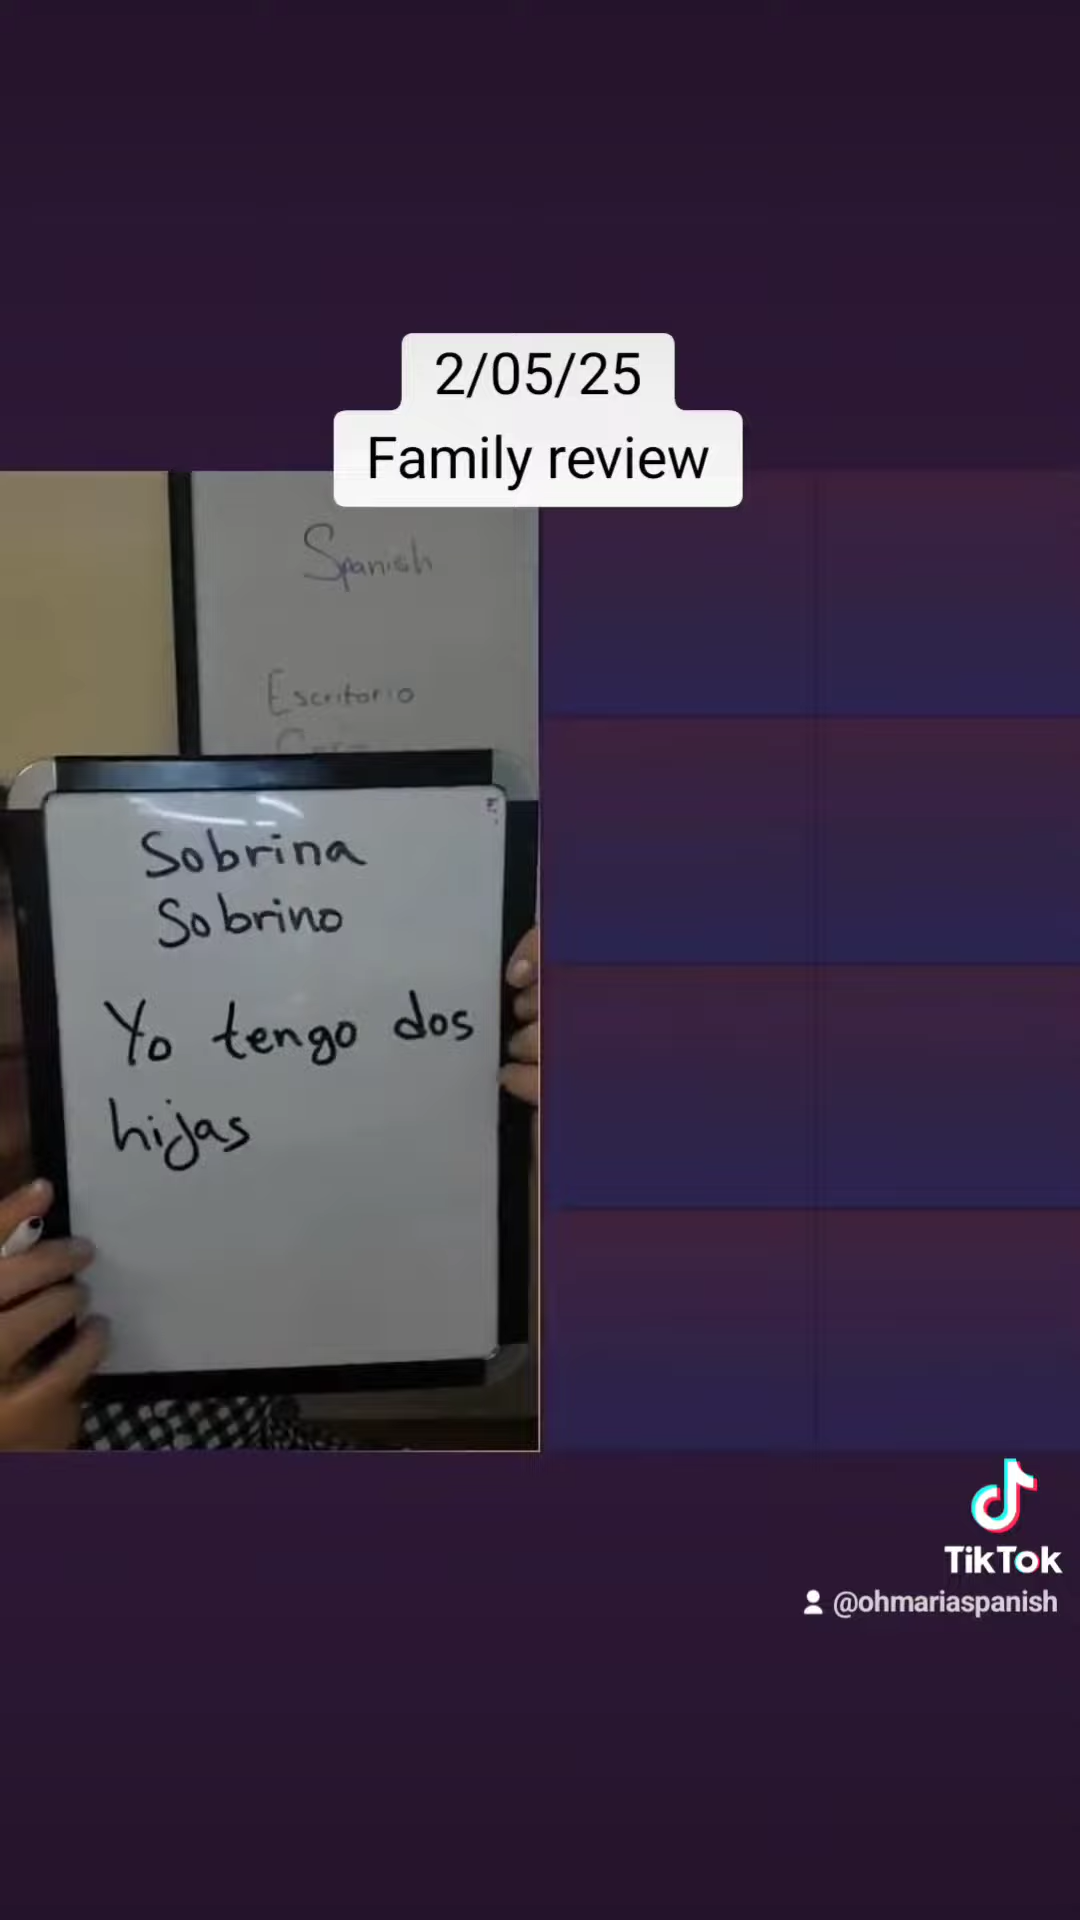 2/05/25
Family review
Spanish
Escritorio
Sobrina
Sobrino
Yo tengo dos
hijas
TikTok
@ohmariaspanish